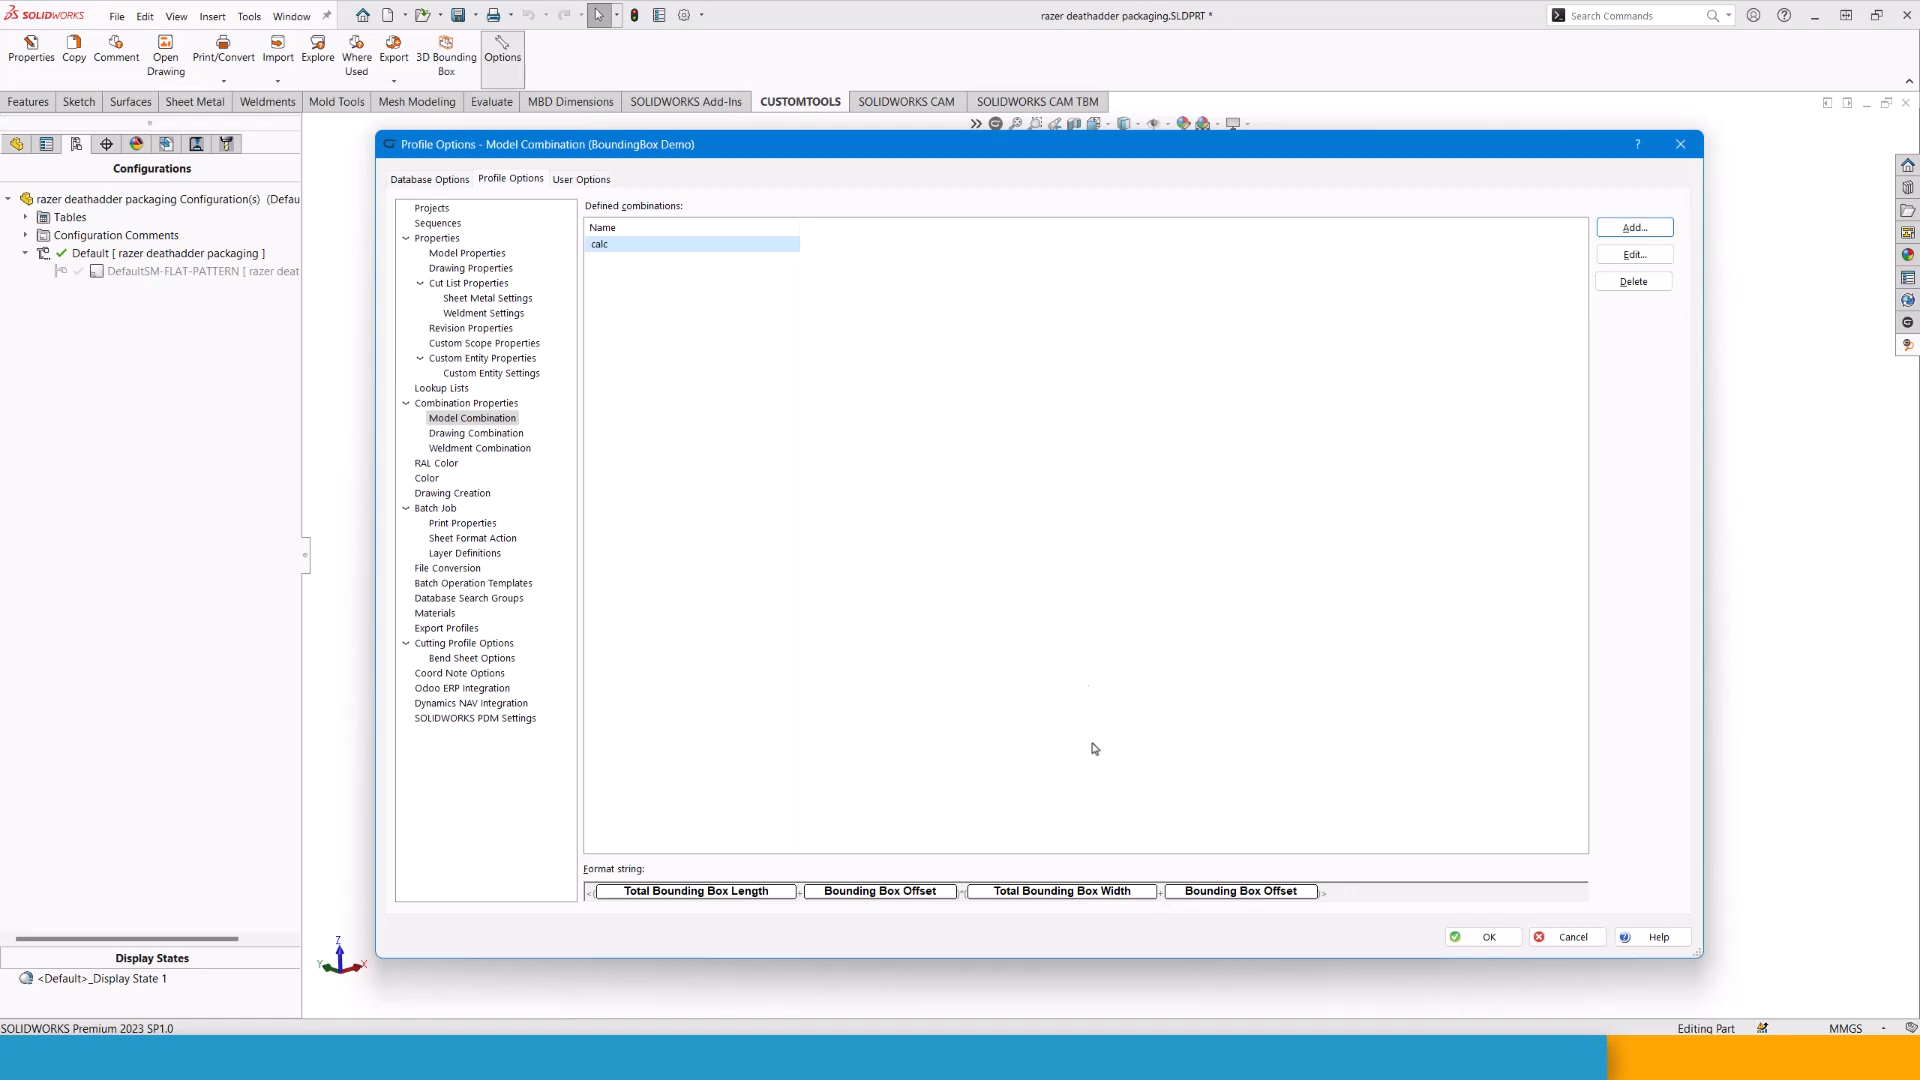 SOLIDWORKS File Edit View Insert Tools Window razer deathadder packaging.SLDPRT * Search Commands
Properties Copy Comment Open Drawing Print/Convert Import Explore Where Used Export 3D Bounding Box Options
Features Sketch Surfaces Sheet Metal Weldments Mold Tools Mesh Modeling Evaluate MBD Dimensions SOLIDWORKS Add-Ins CUSTOMTOOLS SOLIDWORKS CAM SOLIDWORKS CAM TBM
Configurations
razer deathadder packaging Configuration(s) (Defau
Tables
Configuration Comments
Default [ razer deathadder packaging ]
DefaultSM-FLAT-PATTERN [ razer deat
Display States
<Default>_Display State 1
Z
Y X
Profile Options - Model Combination (BoundingBox Demo) ?
Database Options Profile Options User Options
Projects
Sequences
Properties
Model Properties
Drawing Properties
Cut List Properties
Sheet Metal Settings
Weldment Settings
Revision Properties
Custom Scope Properties
Custom Entity Properties
Custom Entity Settings
Lookup Lists
Combination Properties
Model Combination
Drawing Combination
Weldment Combination
RAL Color
Color
Drawing Creation
Batch Job
Print Properties
Sheet Format Action
Layer Definitions
File Conversion
Batch Operation Templates
Database Search Groups
Materials
Export Profiles
Cutting Profile Options
Bend Sheet Options
Coord Note Options
Odoo ERP Integration
Dynamics NAV Integration
SOLIDWORKS PDM Settings
Defined combinations:
Name
calc
Add...
Edit...
Delete
Format string:
<( Total Bounding Box Length + Bounding Box Offset )*( Total Bounding Box Width + Bounding Box Offset )>
OK Cancel Help
SOLIDWORKS Premium 2023 SP1.0 Editing Part MMGS